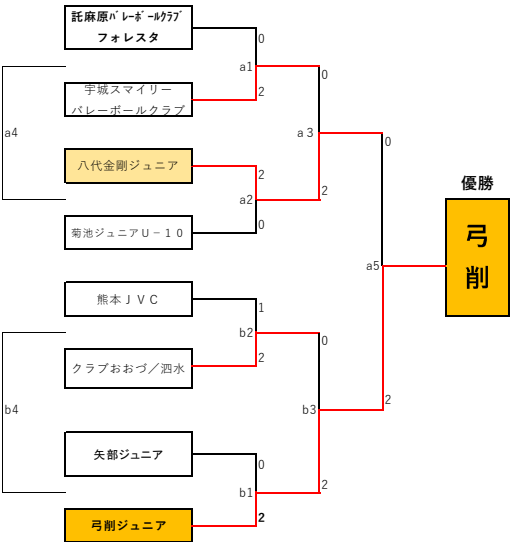 託麻原ﾊﾞﾚｰﾎﾞｰﾙｸﾗﾌﾞ
フォレスタ
0
a1
0
宇城スマイリー
バレーボールクラブ
2
a4
a 3
0
八代金剛ジュニア
2
2
優勝
a2
菊池ジュニアＵ－１０
0
弓
削
a5
熊本ＪＶＣ
1
b2
0
クラブおおづ／泗水
2
b4
b3
2
矢部ジュニア
0
2
b1
弓削ジュニア
2